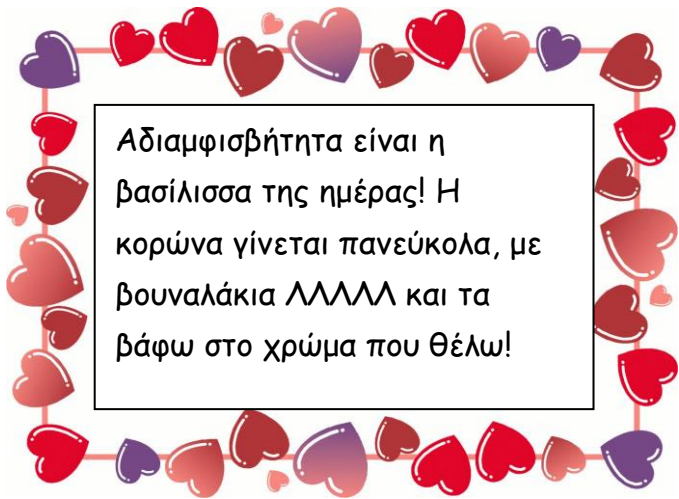 Αδιαμφισβήτητα είναι η
βασίλισσα της ημέρας! Η
κορώνα γίνεται πανεύκολα, με
βουναλάκια ΛΛΛΛΛ και τα
βάφω στο χρώμα που θέλω!